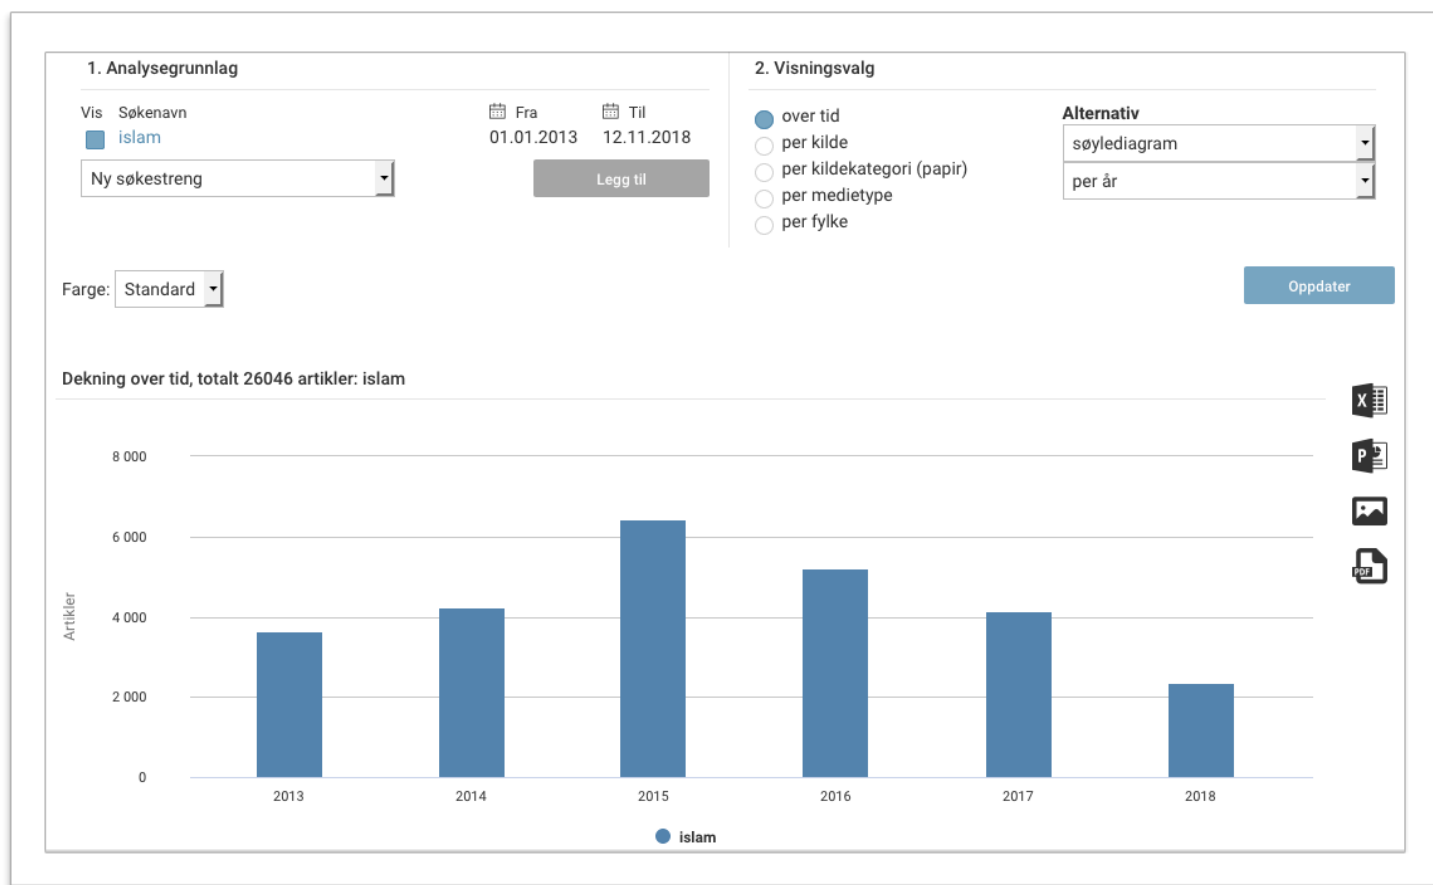 1. Analysegrunnlag
Vis Søkenavn Fra Til
islam 01.01.2013 12.11.2018
Ny søkestreng Legg til
2. Visningsvalg
over tid
per kilde
per kildekategori (papir)
per medietype
per fylke
Alternativ
søylediagram
per år
Farge: Standard
Oppdater
Dekning over tid, totalt 26046 artikler: islam
X
P
PDF
Artikler
8 000
6 000
4 000
2 000
0
2013 2014 2015 2016 2017 2018
islam